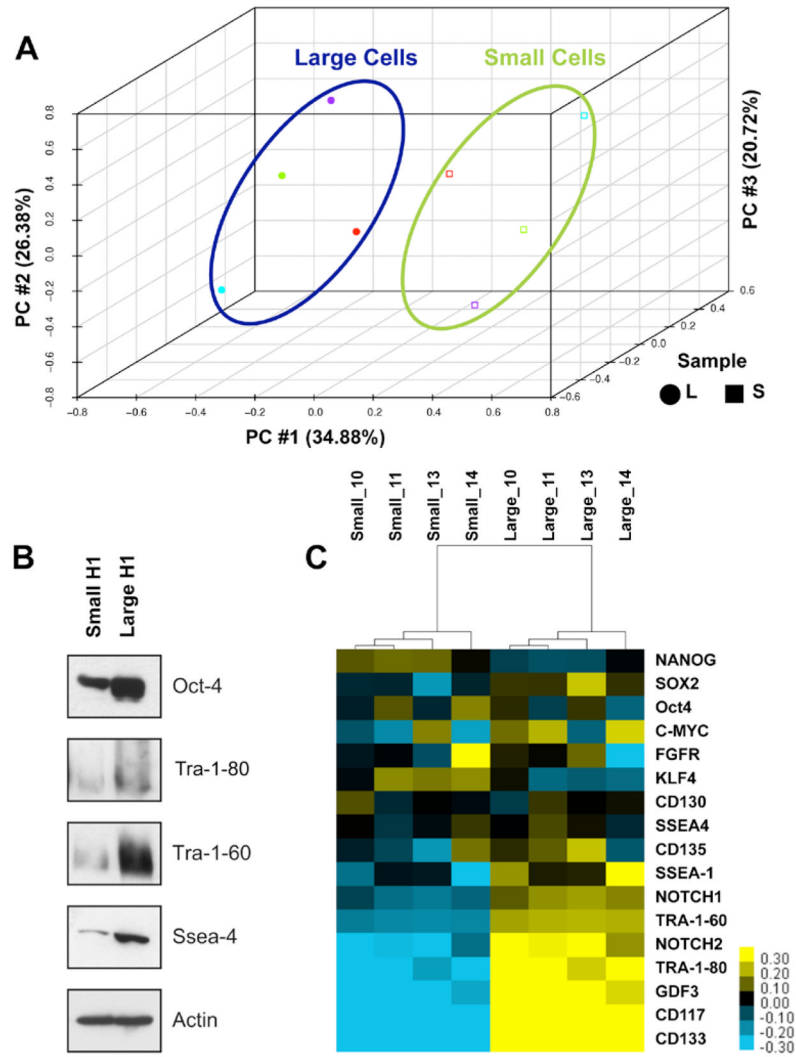 A
Large Cells
Small Cells
PC #2 (26.38%)
0.8
0.6
0.4
0.2
0.0
−0.2
−0.4
−0.6
−0.8
−0.8
−0.6
−0.4
−0.2
0.0
0.2
0.4
0.6
0.8
PC #1 (34.88%)
PC #3 (20.72%)
0.6
0.4
0.2
0.0
−0.2
−0.4
−0.6
Sample
L
S
B
Small H1
Large H1
Oct-4
Tra-1-80
Tra-1-60
Ssea-4
Actin
C
Small_10
Small_11
Small_13
Small_14
Large_10
Large_11
Large_13
Large_14
NANOG
SOX2
Oct4
C-MYC
FGFR
KLF4
CD130
SSEA4
CD135
SSEA-1
NOTCH1
TRA-1-60
NOTCH2
TRA-1-80
GDF3
CD117
CD133
0.30
0.20
0.10
0.00
-0.10
-0.20
-0.30